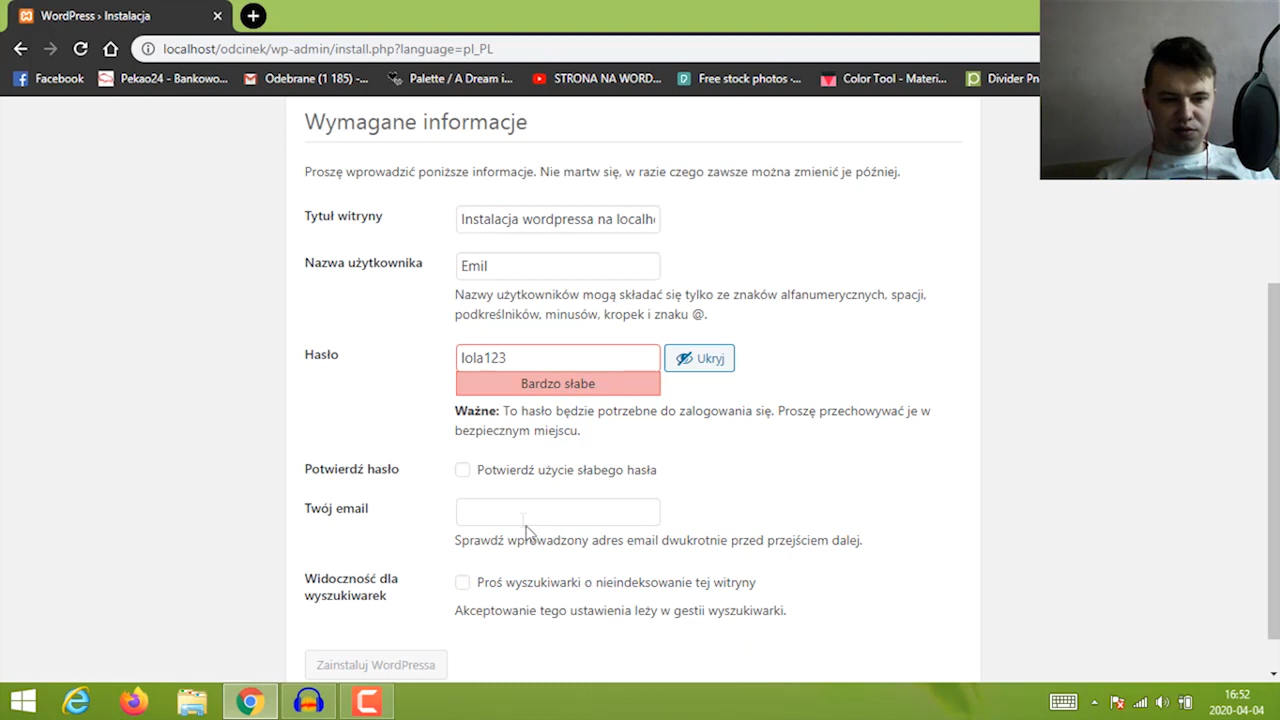 WordPress › Instalacja
localhost/odcinek/wp-admin/install.php?language=pl_PL
Facebook
Pekao24 - Bankowo...
Odebrane (1 185) -...
Palette / A Dream i...
STRONA NA WORD...
Free stock photos -...
Color Tool - Materi...
Divider Pn
Wymagane informacje
Proszę wprowadzić poniższe informacje. Nie martw się, w razie czego zawsze można zmienić je później.
Tytuł witryny
Instalacja wordpressa na localho
Nazwa użytkownika
Emil
Nazwy użytkowników mogą składać się tylko ze znaków alfanumerycznych, spacji,
podkreślników, minusów, kropek i znaku @.
Hasło
lola123
Ukryj
Bardzo słabe
Ważne: To hasło będzie potrzebne do zalogowania się. Proszę przechowywać je w
bezpiecznym miejscu.
Potwierdź hasło
Potwierdź użycie słabego hasła
Twój email
Sprawdź wprowadzony adres email dwukrotnie przed przejściem dalej.
Widoczność dla
wyszukiwarek
Proś wyszukiwarki o nieindeksowanie tej witryny
Akceptowanie tego ustawienia leży w gestii wyszukiwarki.
Zainstaluj WordPressa
16:52
2020-04-04